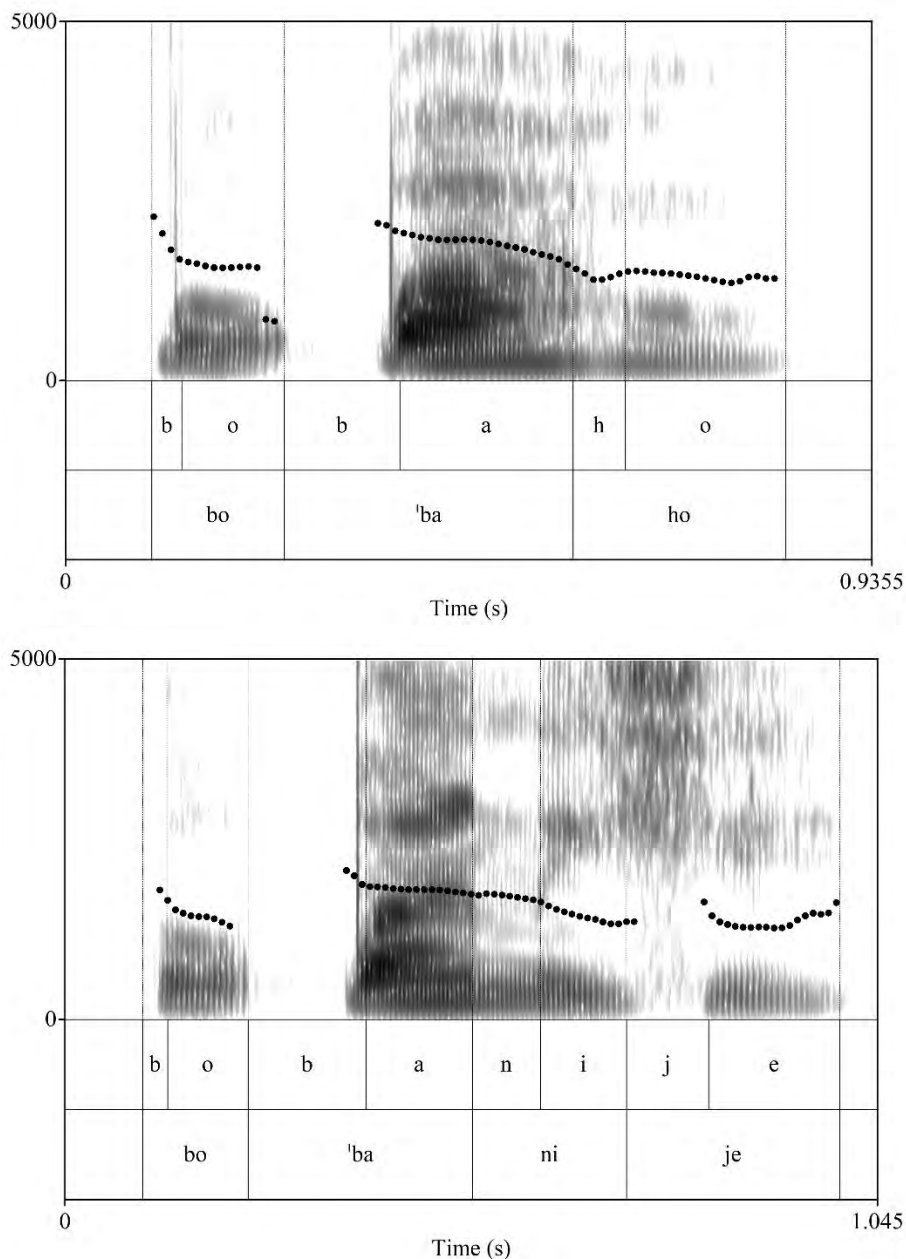 5000
0
b o b a h o
bo ˈba ho
0 0.9355
Time (s)
5000
0
b o b a n i j e
bo ˈba ni je
0 1.045
Time (s)